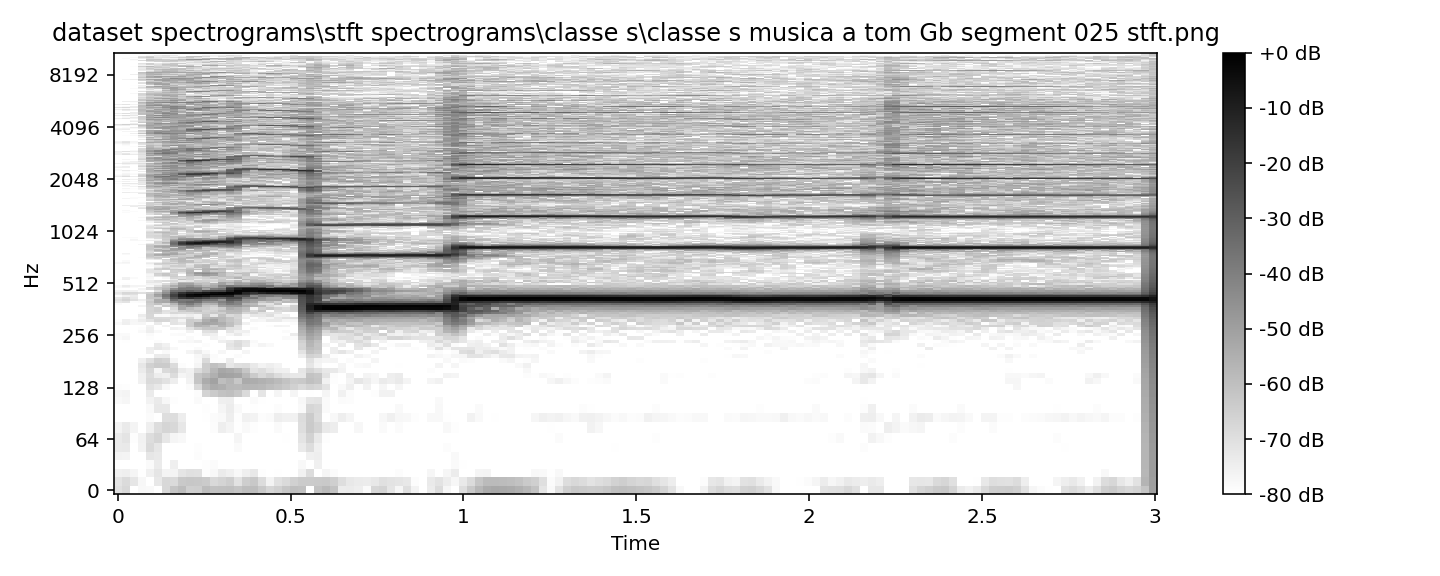 dataset spectrograms\stft spectrograms\classe s\classe s musica a tom Gb segment 025 stft.png
8192
4096
2048
1024
512
256
128
64
0
Hz
0
0.5
1
1.5
2
2.5
3
Time
+0 dB
-10 dB
-20 dB
-30 dB
-40 dB
-50 dB
-60 dB
-70 dB
-80 dB